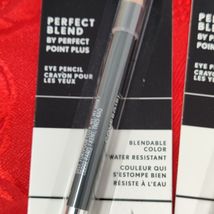 PERFECT
BLEND
BY PERFECT
POINT PLUS
EYE PENCIL
CRAYON POUR
LES YEUX
BLENDABLE
COLOR
WATER RESISTANT
COULEUR QUI
S'ESTOMPE BIEN
RÉSISTE À L'EAU